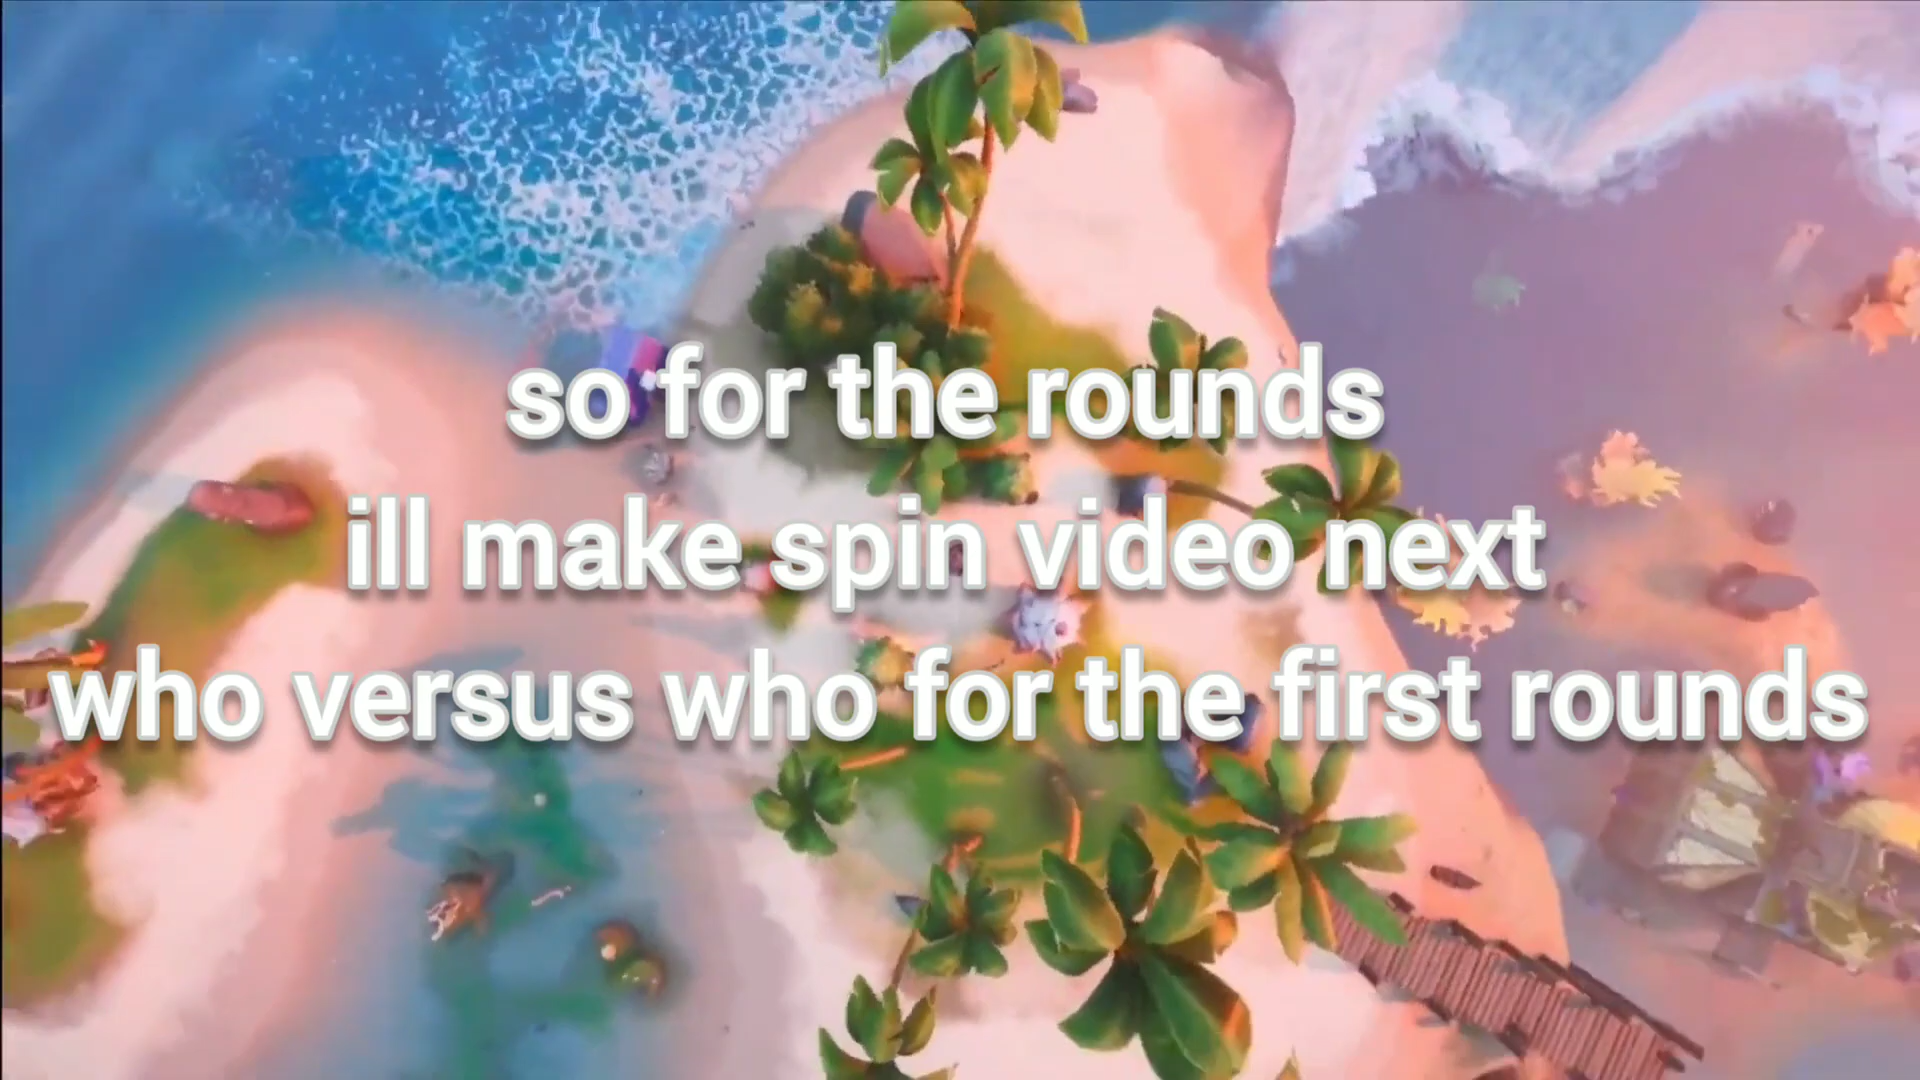 so for the rounds
ill make spin video next
who versus who for the first rounds